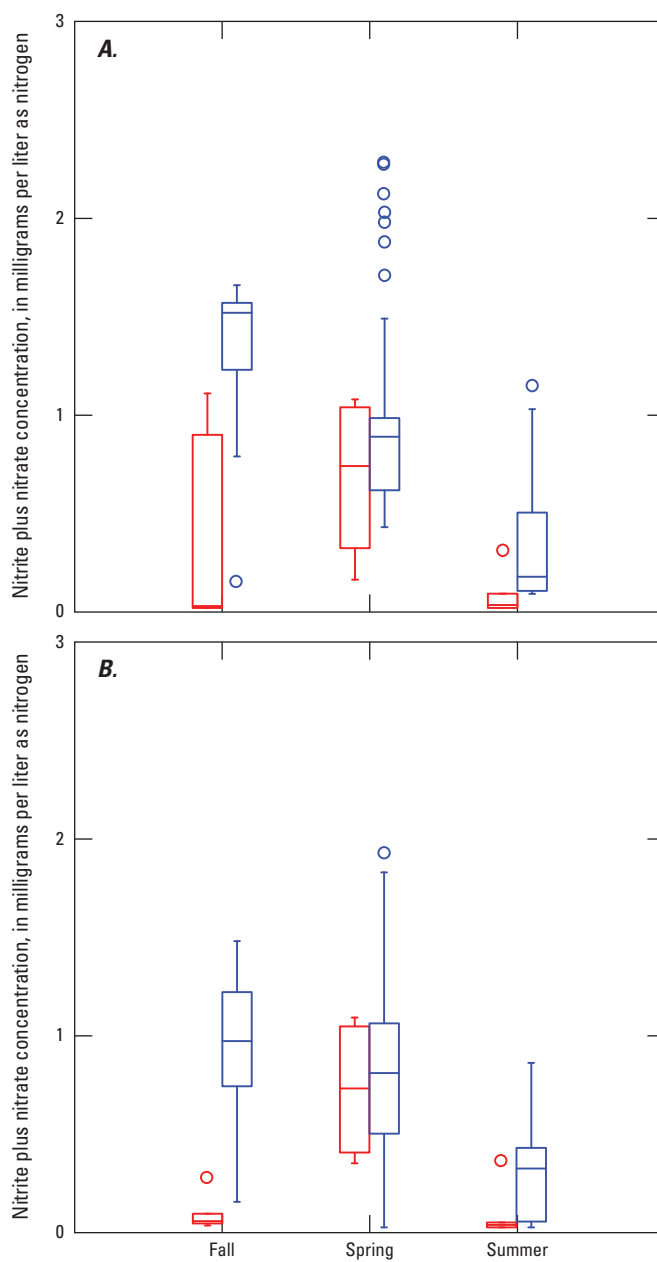 Nitrite plus nitrate concentration, in milligrams per liter as nitrogen
3
2
1
0
A.
Nitrite plus nitrate concentration, in milligrams per liter as nitrogen
3
2
1
0
B.
Fall Spring Summer